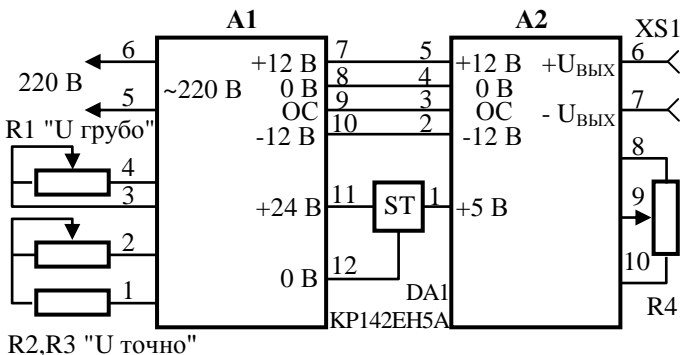 A1
A2
XS1
6
7
5
+12 В
+12 В
+UВЫХ
6
220 В
~220 В
8
4
0 В
0 В
5
9
3
ОС
ОС
- UВЫХ
7
R1 "U грубо"
10
2
-12 В
-12 В
8
4
3
11
1
+24 В
ST
+5 В
9
2
12
0 В
10
1
DA1
КР142ЕН5А
R4
R2,R3 "U точно"